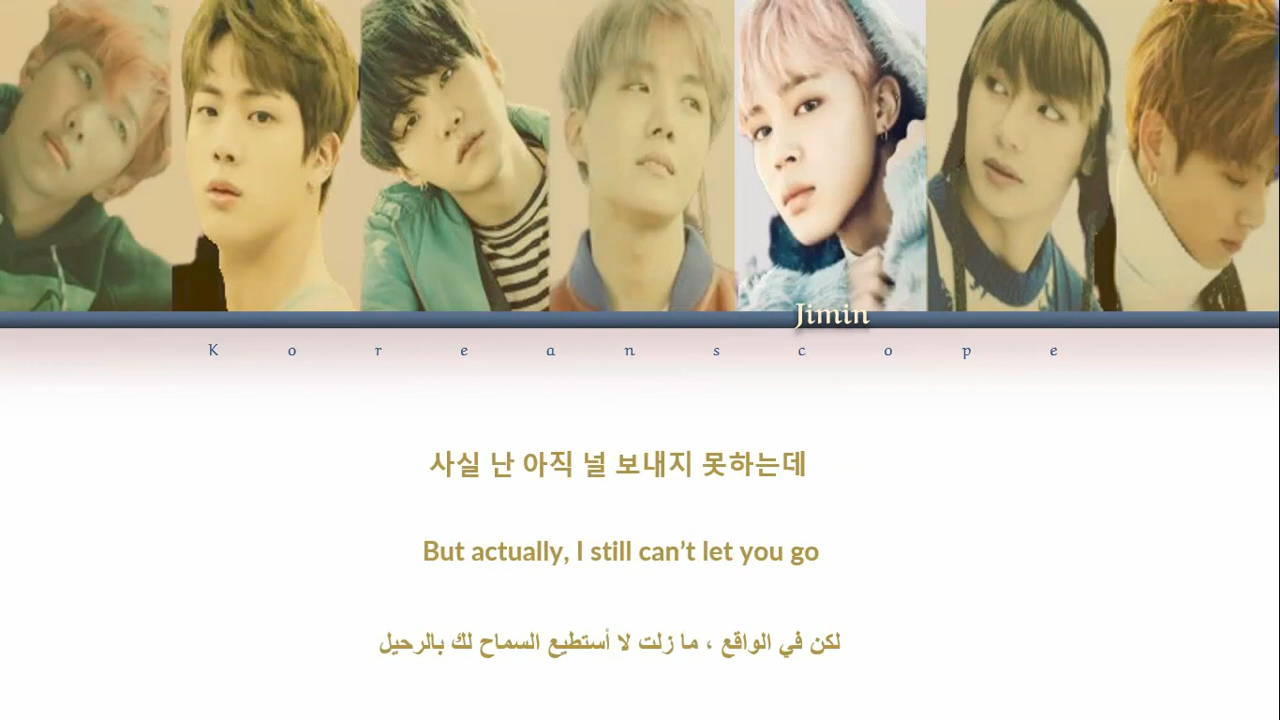 Jimin
K o r e a n s c o p e
사실 난 아직 널 보내지 못하는데
But actually, I still can’t let you go
لكن في الواقع ، ما زلت لا أستطيع السماح لك بالرحيل